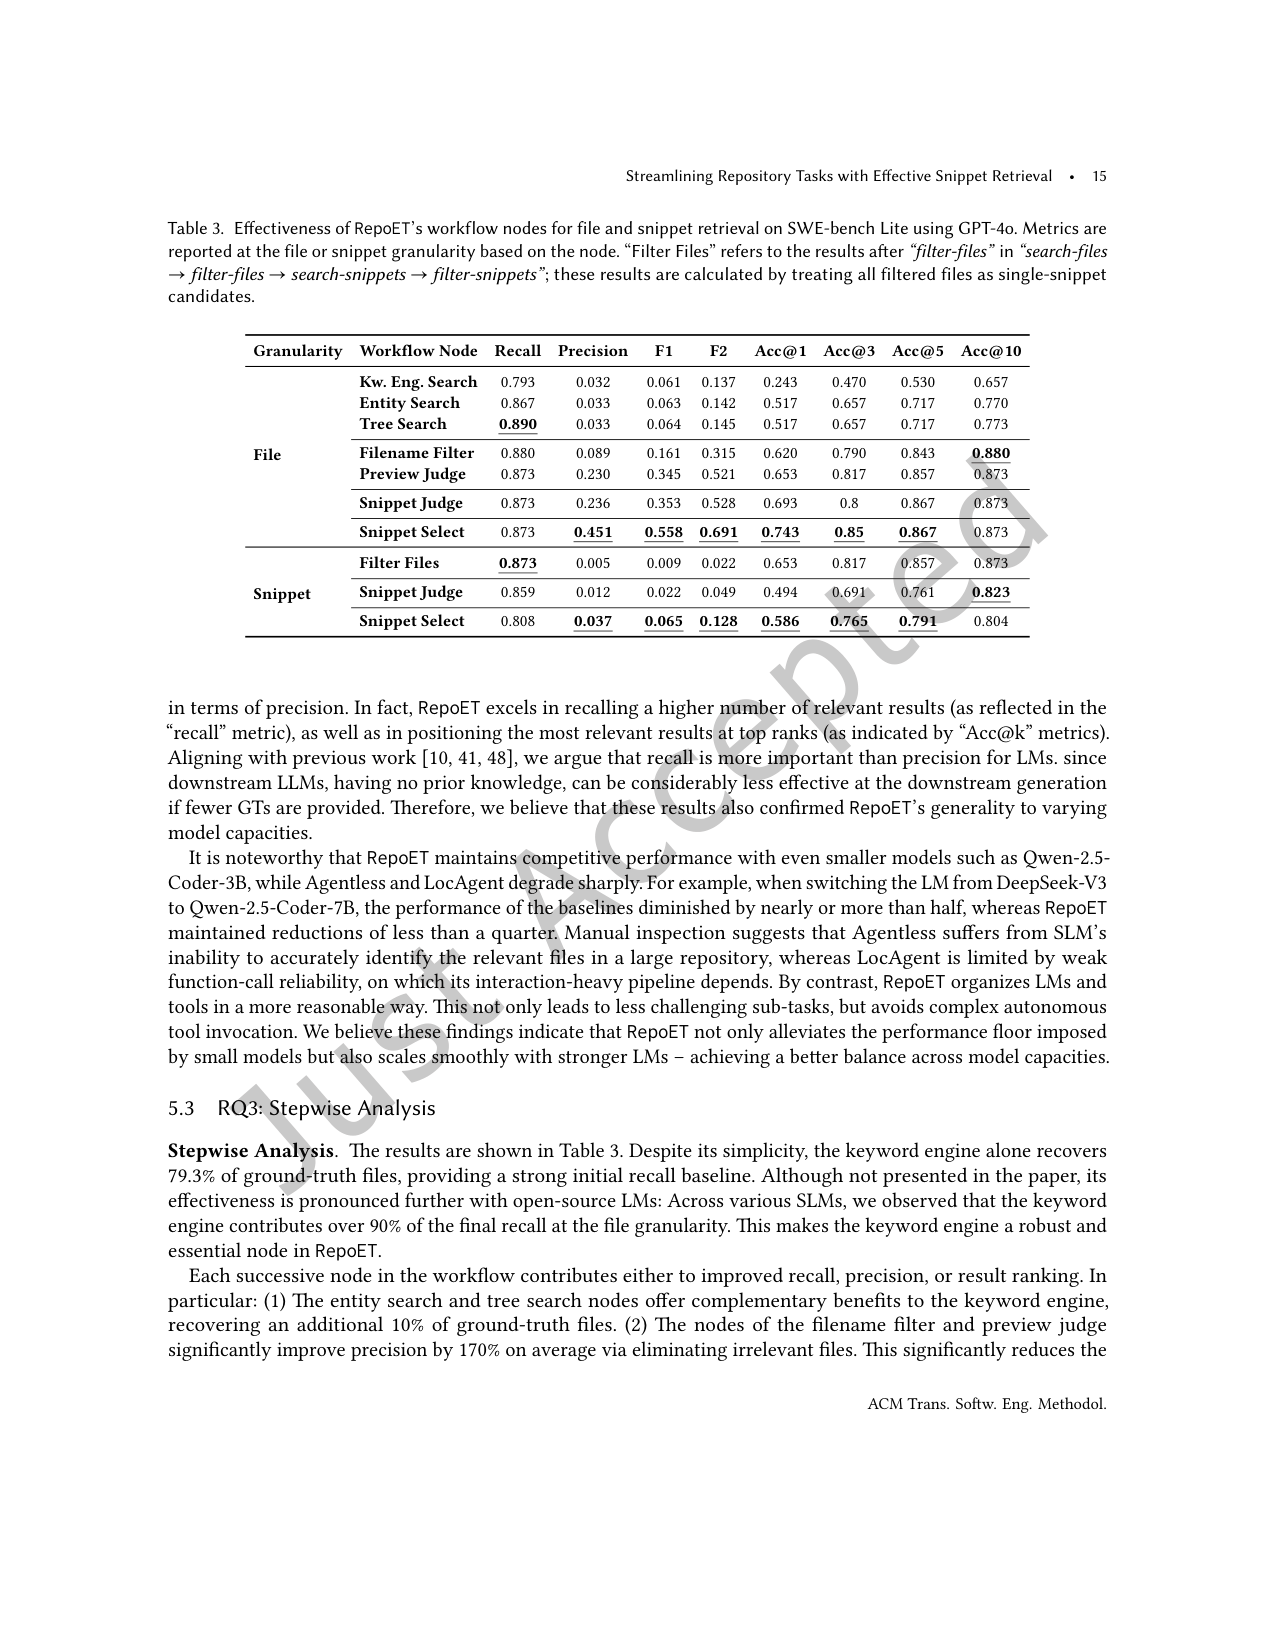 Streamlining Repository Tasks with Effective Snippet Retrieval • 15
Table 3. Effectiveness of RepoET's workflow nodes for file and snippet retrieval on SWE-bench Lite using GPT-4o. Metrics are
reported at the file or snippet granularity based on the node. “Filter Files” refers to the results after “filter-files” in “search-files
→ filter-files → search-snippets → filter-snippets”; these results are calculated by treating all filtered files as single-snippet
candidates.
Granularity Workflow Node Recall Precision F1 F2 Acc@1 Acc@3 Acc@5 Acc@10
Kw. Eng. Search 0.793 0.032 0.061 0.137 0.243 0.470 0.530 0.657
Entity Search 0.867 0.033 0.063 0.142 0.517 0.657 0.717 0.770
Tree Search 0.890 0.033 0.064 0.145 0.517 0.657 0.717 0.773
File Filename Filter 0.880 0.089 0.161 0.315 0.620 0.790 0.843 0.880
Preview Judge 0.873 0.230 0.345 0.521 0.653 0.817 0.857 0.873
Snippet Judge 0.873 0.236 0.353 0.528 0.693 0.8 0.867 0.873
Snippet Select 0.873 0.451 0.558 0.691 0.743 0.85 0.867 0.873
Filter Files 0.873 0.005 0.009 0.022 0.653 0.817 0.857 0.873
Snippet Snippet Judge 0.859 0.012 0.022 0.049 0.494 0.691 0.761 0.823
Snippet Select 0.808 0.037 0.065 0.128 0.586 0.765 0.791 0.804
in terms of precision. In fact, RepoET excels in recalling a higher number of relevant results (as reflected in the
“recall” metric), as well as in positioning the most relevant results at top ranks (as indicated by “Acc@k” metrics).
Aligning with previous work [10, 41, 48], we argue that recall is more important than precision for LMs. since
downstream LLMs, having no prior knowledge, can be considerably less effective at the downstream generation
if fewer GTs are provided. Therefore, we believe that these results also confirmed RepoET's generality to varying
model capacities.
It is noteworthy that RepoET maintains competitive performance with even smaller models such as Qwen-2.5-
Coder-3B, while Agentless and LocAgent degrade sharply. For example, when switching the LM from DeepSeek-V3
to Qwen-2.5-Coder-7B, the performance of the baselines diminished by nearly or more than half, whereas RepoET
maintained reductions of less than a quarter. Manual inspection suggests that Agentless suffers from SLM's
inability to accurately identify the relevant files in a large repository, whereas LocAgent is limited by weak
function-call reliability, on which its interaction-heavy pipeline depends. By contrast, RepoET organizes LMs and
tools in a more reasonable way. This not only leads to less challenging sub-tasks, but avoids complex autonomous
tool invocation. We believe these findings indicate that RepoET not only alleviates the performance floor imposed
by small models but also scales smoothly with stronger LMs – achieving a better balance across model capacities.
5.3 RQ3: Stepwise Analysis
Stepwise Analysis. The results are shown in Table 3. Despite its simplicity, the keyword engine alone recovers
79.3% of ground-truth files, providing a strong initial recall baseline. Although not presented in the paper, its
effectiveness is pronounced further with open-source LMs: Across various SLMs, we observed that the keyword
engine contributes over 90% of the final recall at the file granularity. This makes the keyword engine a robust and
essential node in RepoET.
Each successive node in the workflow contributes either to improved recall, precision, or result ranking. In
particular: (1) The entity search and tree search nodes offer complementary benefits to the keyword engine,
recovering an additional 10% of ground-truth files. (2) The nodes of the filename filter and preview judge
significantly improve precision by 170% on average via eliminating irrelevant files. This significantly reduces the
ACM Trans. Softw. Eng. Methodol.
Just Accepted